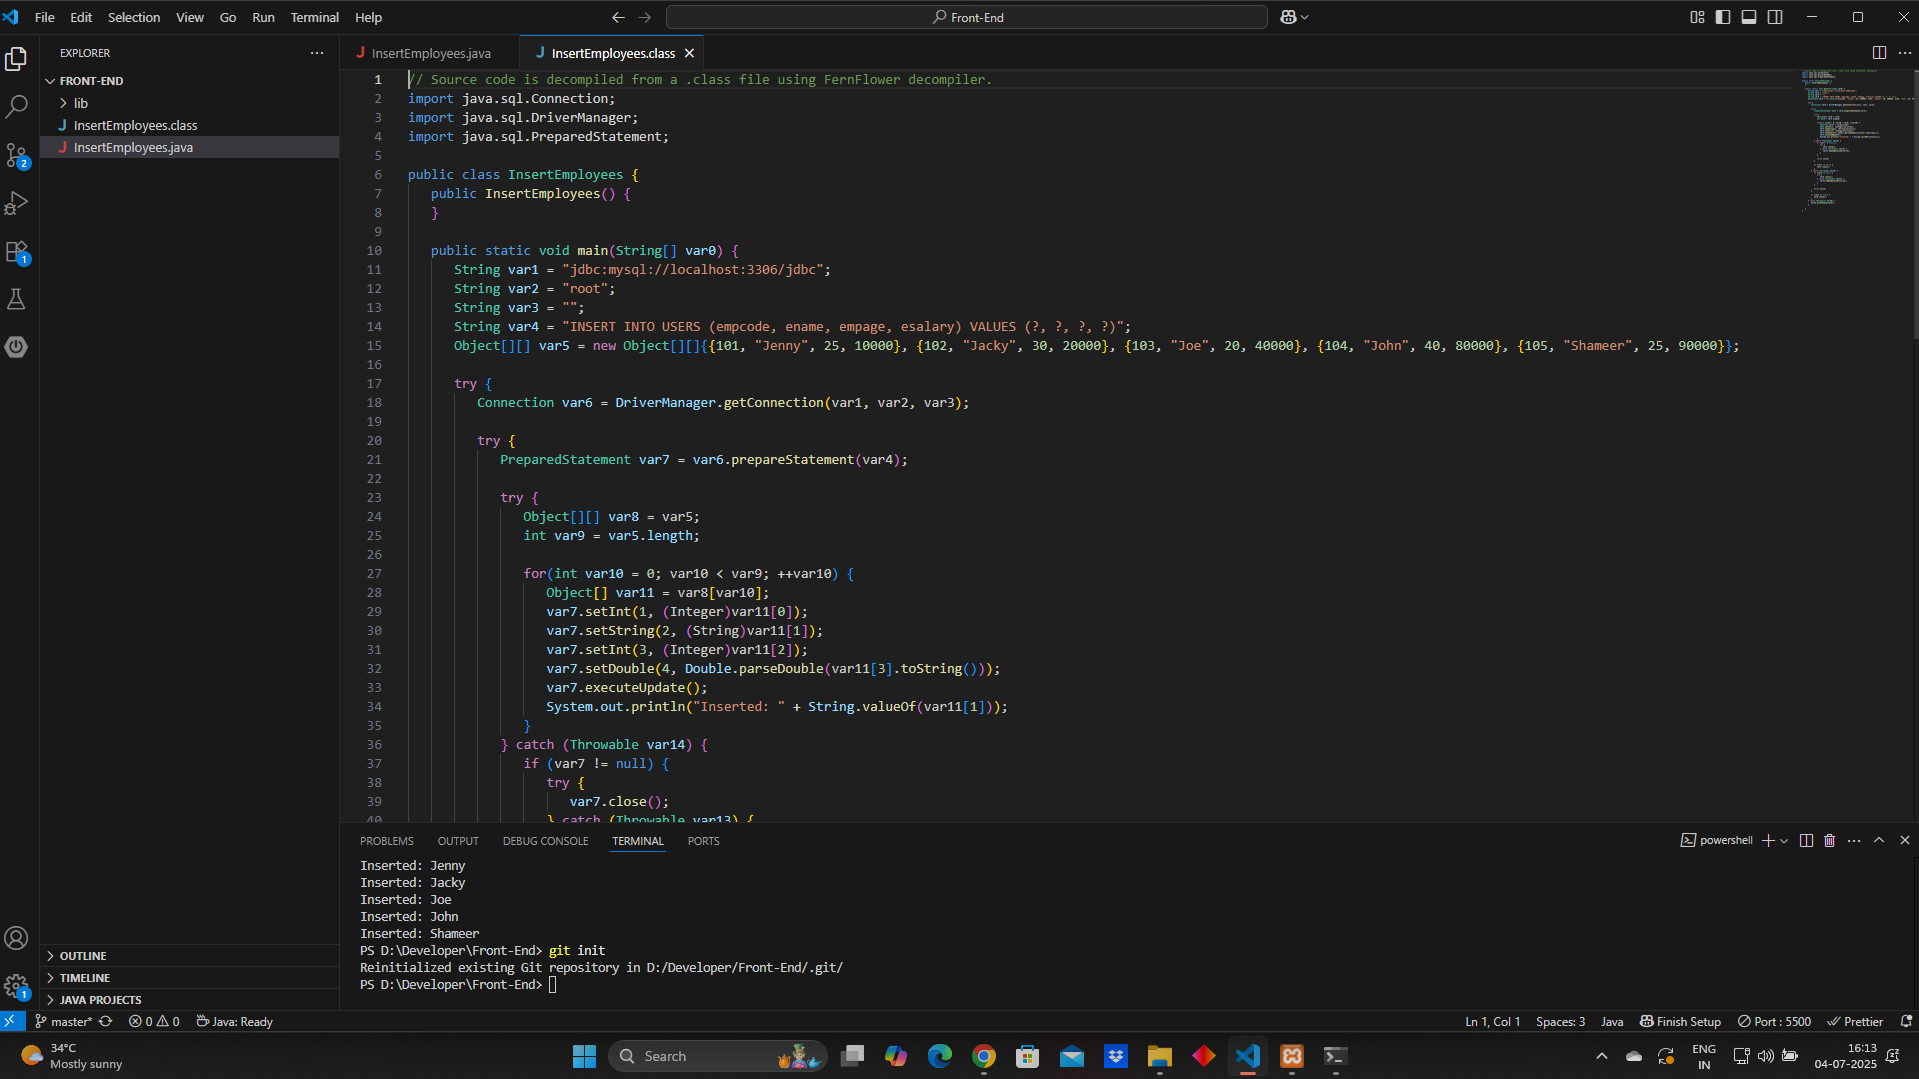 File Edit Selection View Go Run Terminal Help
Front-End
EXPLORER
FRONT-END
lib
InsertEmployees.class
InsertEmployees.java
2
1
OUTLINE
TIMELINE
JAVA PROJECTS
1
InsertEmployees.java
InsertEmployees.class
1 // Source code is decompiled from a .class file using FernFlower decompiler.
2 import java.sql.Connection;
3 import java.sql.DriverManager;
4 import java.sql.PreparedStatement;
5
6 public class InsertEmployees {
7 public InsertEmployees() {
8 }
9
10 public static void main(String[] var0) {
11 String var1 = "jdbc:mysql://localhost:3306/jdbc";
12 String var2 = "root";
13 String var3 = "";
14 String var4 = "INSERT INTO USERS (empcode, ename, empage, esalary) VALUES (?, ?, ?, ?)";
15 Object[][] var5 = new Object[][]{{101, "Jenny", 25, 10000}, {102, "Jacky", 30, 20000}, {103, "Joe", 20, 40000}, {104, "John", 40, 80000}, {105, "Shameer", 25, 90000}};
16
17 try {
18 Connection var6 = DriverManager.getConnection(var1, var2, var3);
19
20 try {
21 PreparedStatement var7 = var6.prepareStatement(var4);
22
23 try {
24 Object[][] var8 = var5;
25 int var9 = var5.length;
26
27 for(int var10 = 0; var10 < var9; ++var10) {
28 Object[] var11 = var8[var10];
29 var7.setInt(1, (Integer)var11[0]);
30 var7.setString(2, (String)var11[1]);
31 var7.setInt(3, (Integer)var11[2]);
32 var7.setDouble(4, Double.parseDouble(var11[3].toString()));
33 var7.executeUpdate();
34 System.out.println("Inserted: " + String.valueOf(var11[1]));
35 }
36 } catch (Throwable var14) {
37 if (var7 != null) {
38 try {
39 var7.close();
40 } catch (Throwable var13) {
PROBLEMS OUTPUT DEBUG CONSOLE TERMINAL PORTS
powershell
Inserted: Jenny
Inserted: Jacky
Inserted: Joe
Inserted: John
Inserted: Shameer
PS D:\Developer\Front-End> git init
Reinitialized existing Git repository in D:/Developer/Front-End/.git/
PS D:\Developer\Front-End>
master* 0 0 Java: Ready
Ln 1, Col 1 Spaces: 3 Java Finish Setup Port : 5500 Prettier
34°C
Mostly sunny
Search
ENG
IN
16:13
04-07-2025